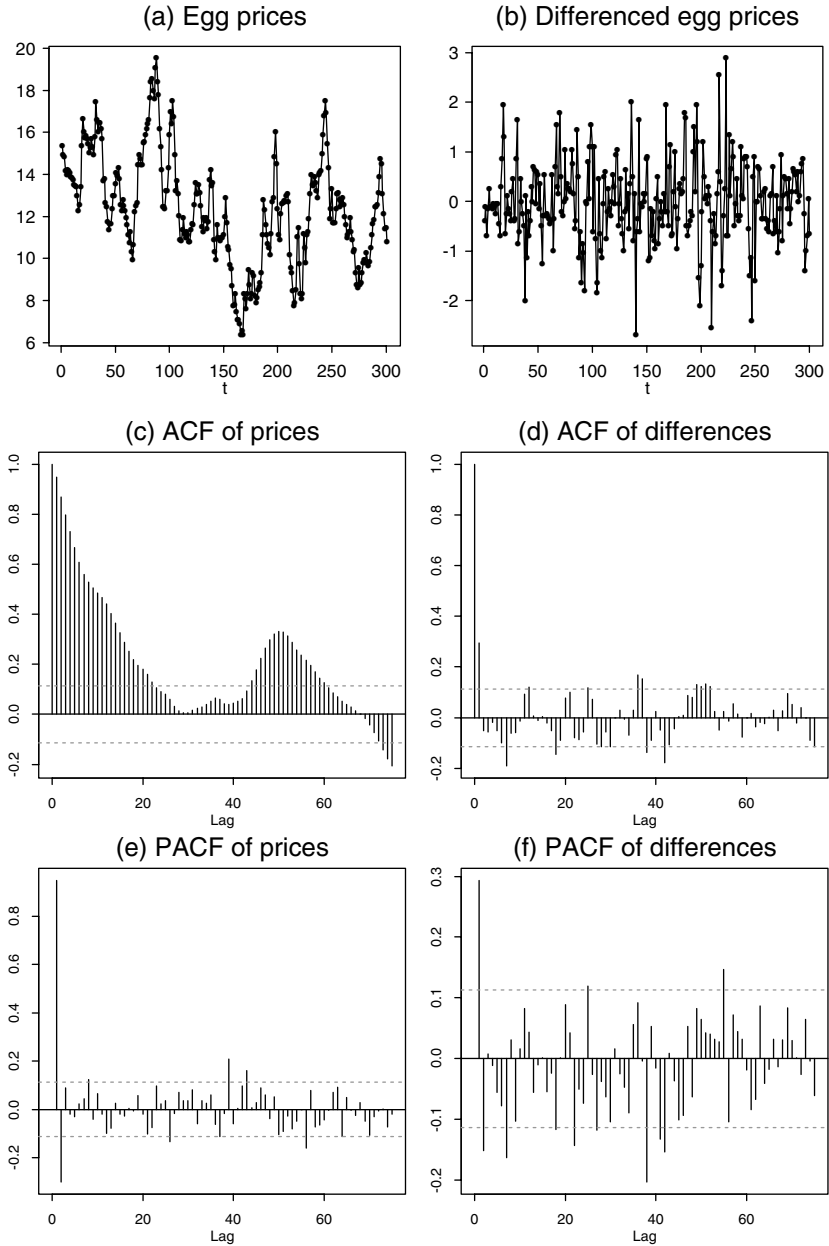 (a) Egg prices
20
18
16
14
12
10
8
6
0 50 100 150 200 250 300
t
(b) Differenced egg prices
3
2
1
0
-1
-2
0 50 100 150 200 250 300
t
(c) ACF of prices
1.0
0.8
0.6
0.4
0.2
0.0
-0.2
0 20 40 60
Lag
(d) ACF of differences
1.0
0.8
0.6
0.4
0.2
0.0
-0.2
0 20 40 60
Lag
(e) PACF of prices
0.8
0.6
0.4
0.2
0.0
-0.2
0 20 40 60
Lag
(f) PACF of differences
0.3
0.2
0.1
0.0
-0.1
-0.2
0 20 40 60
Lag